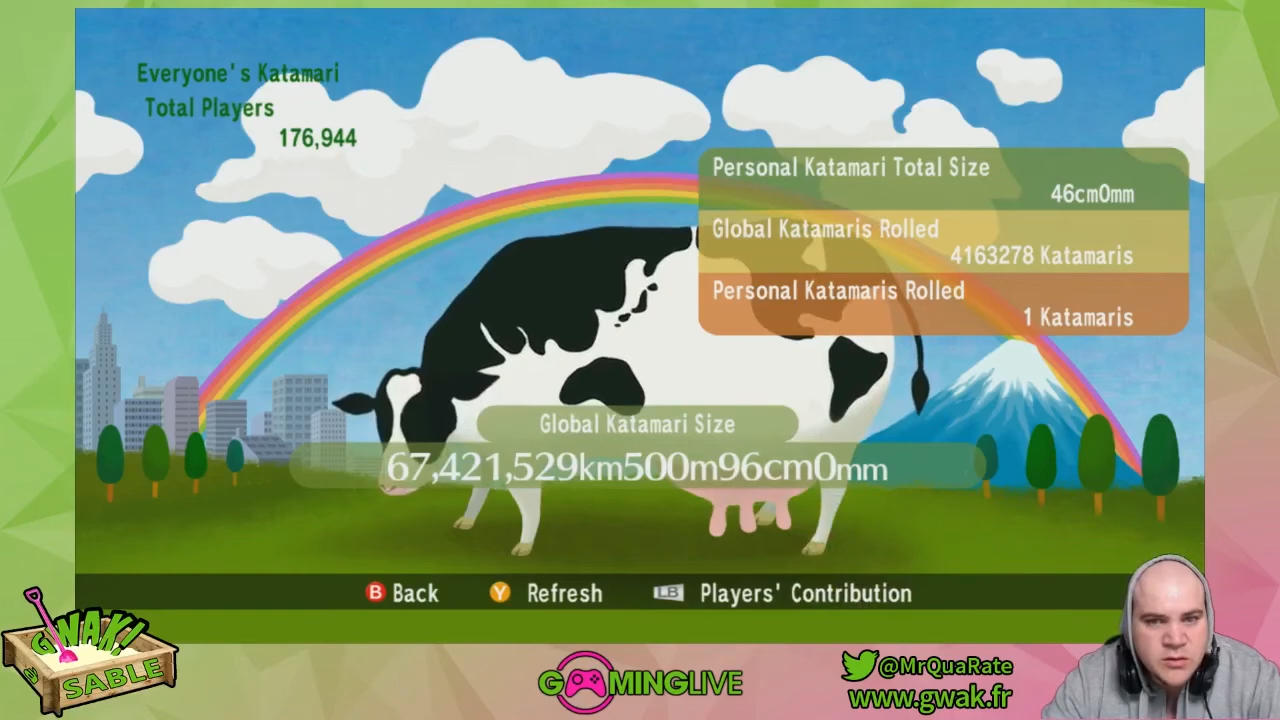 Everyone's Katamari
Total Players
176,944
Personal Katamari Total Size
46cm0mm
Global Katamaris Rolled
4163278 Katamaris
Personal Katamaris Rolled
1 Katamaris
Global Katamari Size
67,421,529km500m96cm0mm
B Back
Y Refresh
LB Players' Contribution
GWAK!
SABLE
GAMINGLIVE
@MrQuaRate
www.gwak.fr